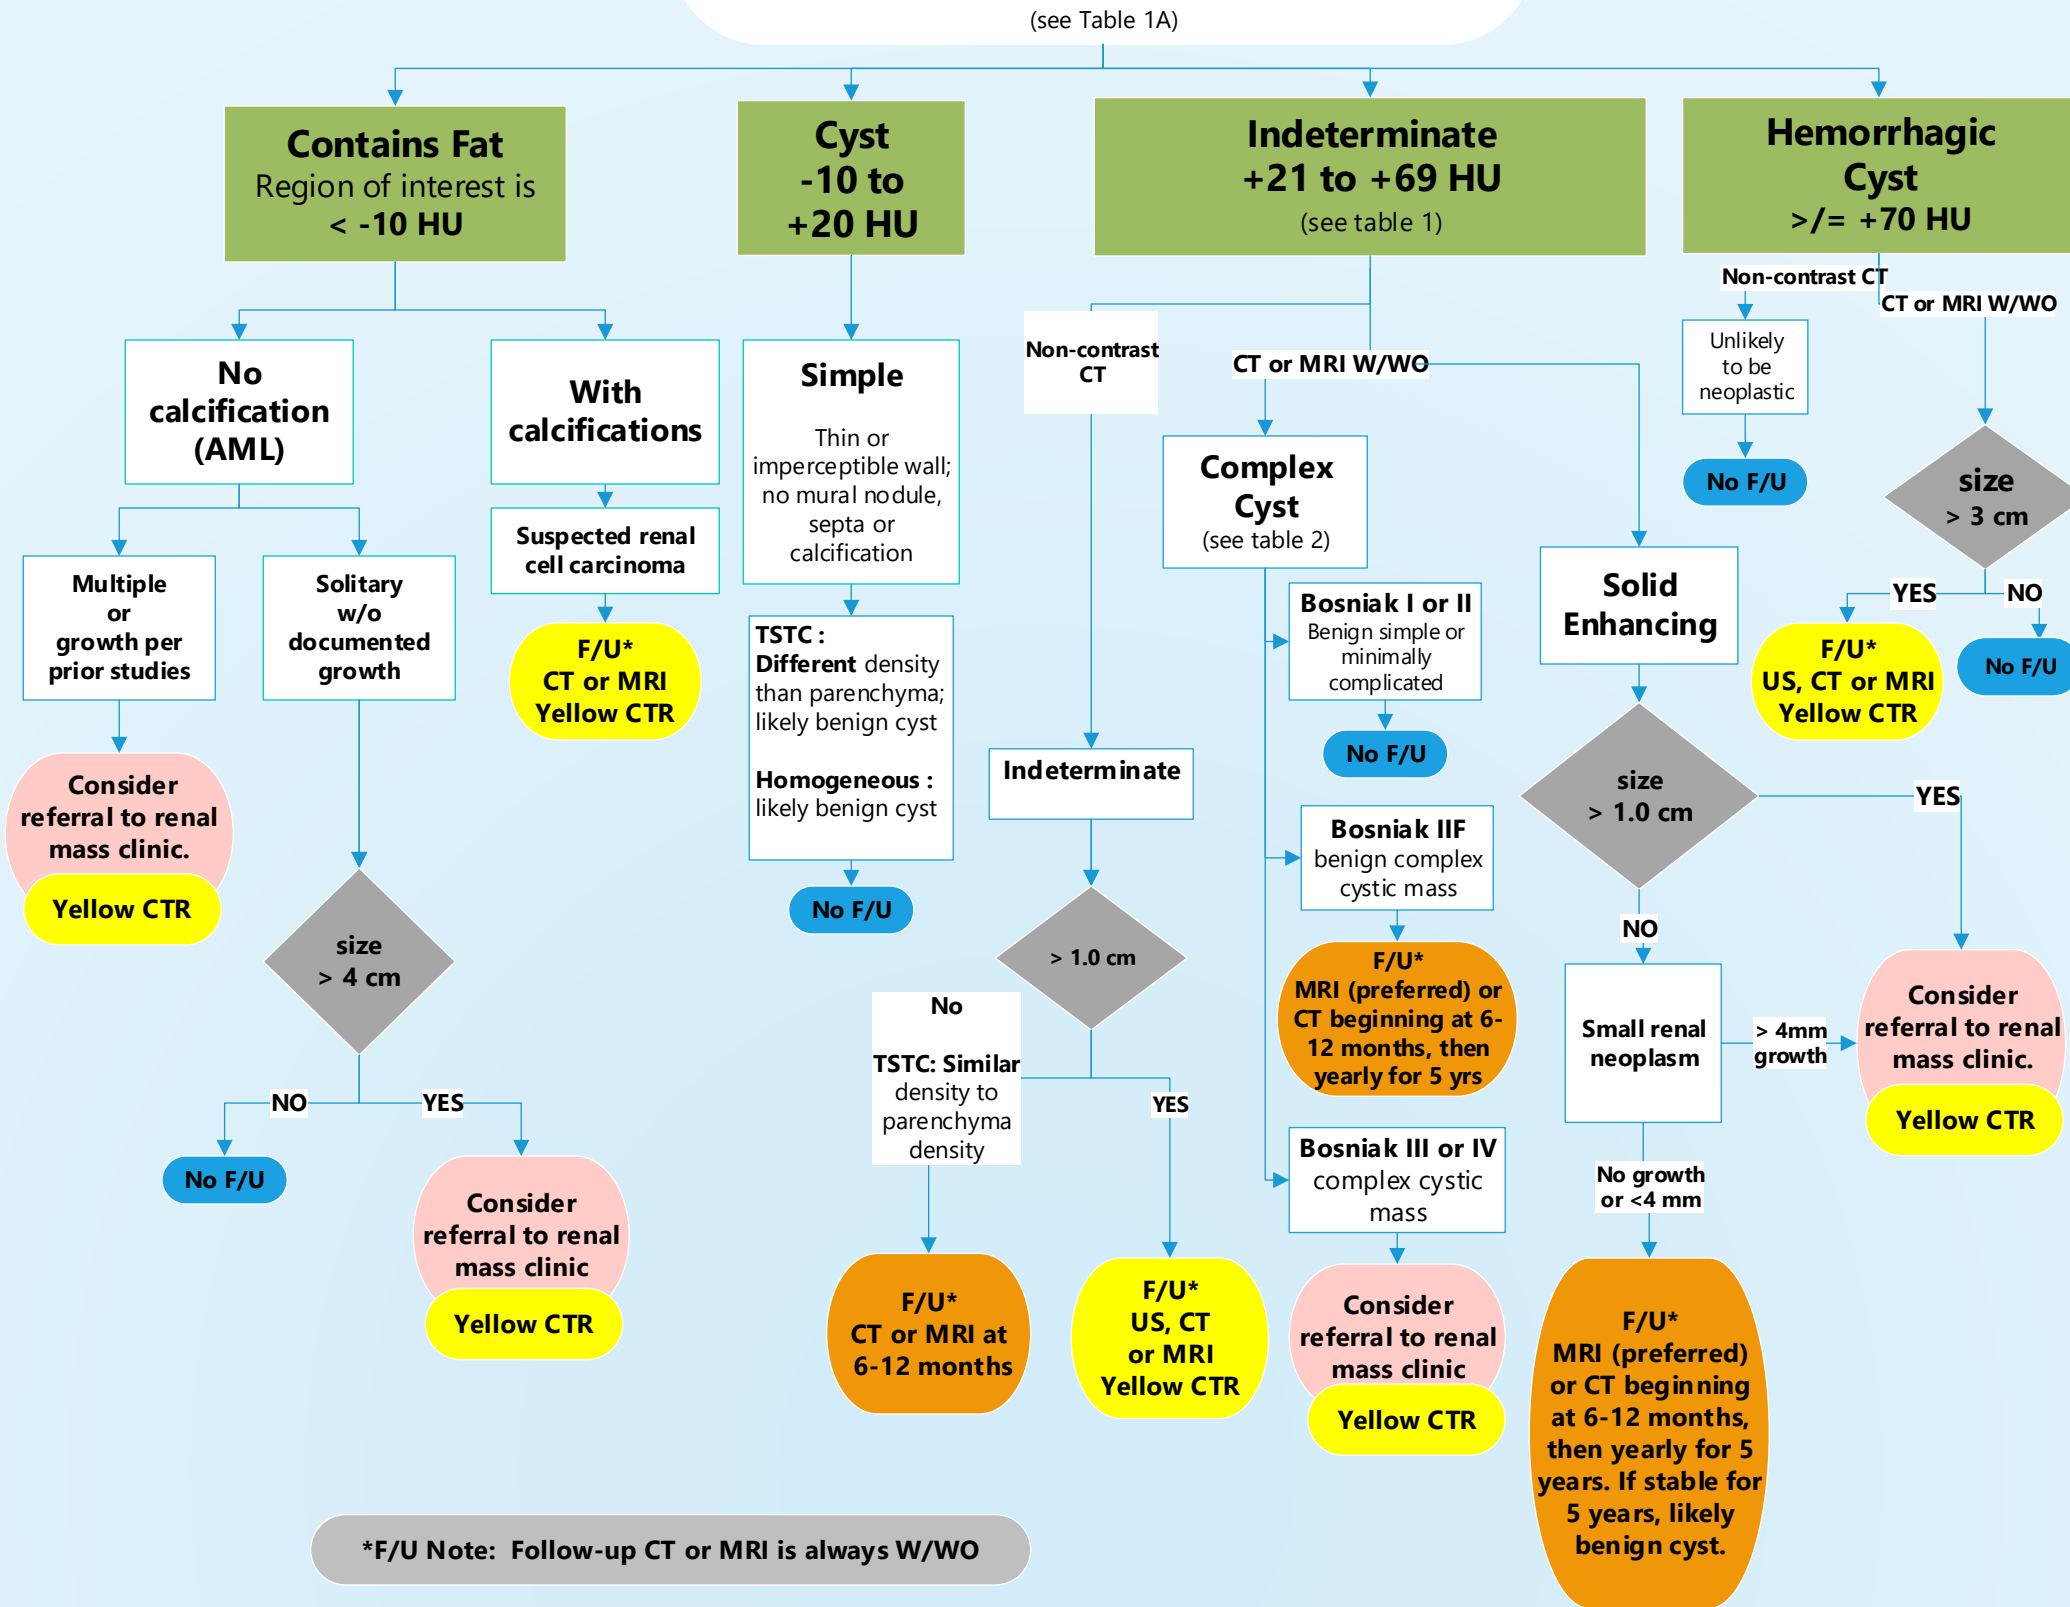 (see Table 1A)
Contains Fat
Region of interest is
< -10 HU
Cyst
-10 to
+20 HU
Indeterminate
+21 to +69 HU
(see table 1)
Hemorrhagic
Cyst
>/= +70 HU
No
calcification
(AML)
With
calcifications
Multiple
or
growth per
prior studies
Solitary
w/o
documented
growth
Suspected renal
cell carcinoma
F/U*
CT or MRI
Yellow CTR
Consider
referral to renal
mass clinic.
Yellow CTR
size
> 4 cm
NO
YES
No F/U
Consider
referral to renal
mass clinic
Yellow CTR
Simple
Thin or
imperceptible wall;
no mural nodule,
septa or
calcification
TSTC :
Different density
than parenchyma;
likely benign cyst
Homogeneous :
likely benign cyst
No F/U
Non-contrast
CT
Indeterminate
> 1.0 cm
No
TSTC: Similar
density to
parenchyma
density
YES
F/U*
CT or MRI at
6-12 months
F/U*
US, CT
or MRI
Yellow CTR
CT or MRI W/WO
Complex
Cyst
(see table 2)
Bosniak I or II
Benign simple or
minimally
complicated
No F/U
Bosniak IIF
benign complex
cystic mass
F/U*
MRI (preferred) or
CT beginning at 6-
12 months, then
yearly for 5 yrs
Bosniak III or IV
complex cystic
mass
Consider
referral to renal
mass clinic
Yellow CTR
Solid
Enhancing
size
> 1.0 cm
YES
NO
Small renal
neoplasm
> 4mm
growth
Consider
referral to renal
mass clinic.
Yellow CTR
No growth
or <4 mm
F/U*
MRI (preferred)
or CT beginning
at 6-12 months,
then yearly for 5
years. If stable for
5 years, likely
benign cyst.
Non-contrast CT
CT or MRI W/WO
Unlikely
to be
neoplastic
No F/U
size
> 3 cm
YES
NO
F/U*
US, CT or MRI
Yellow CTR
No F/U
*F/U Note:  Follow-up CT or MRI is always W/WO